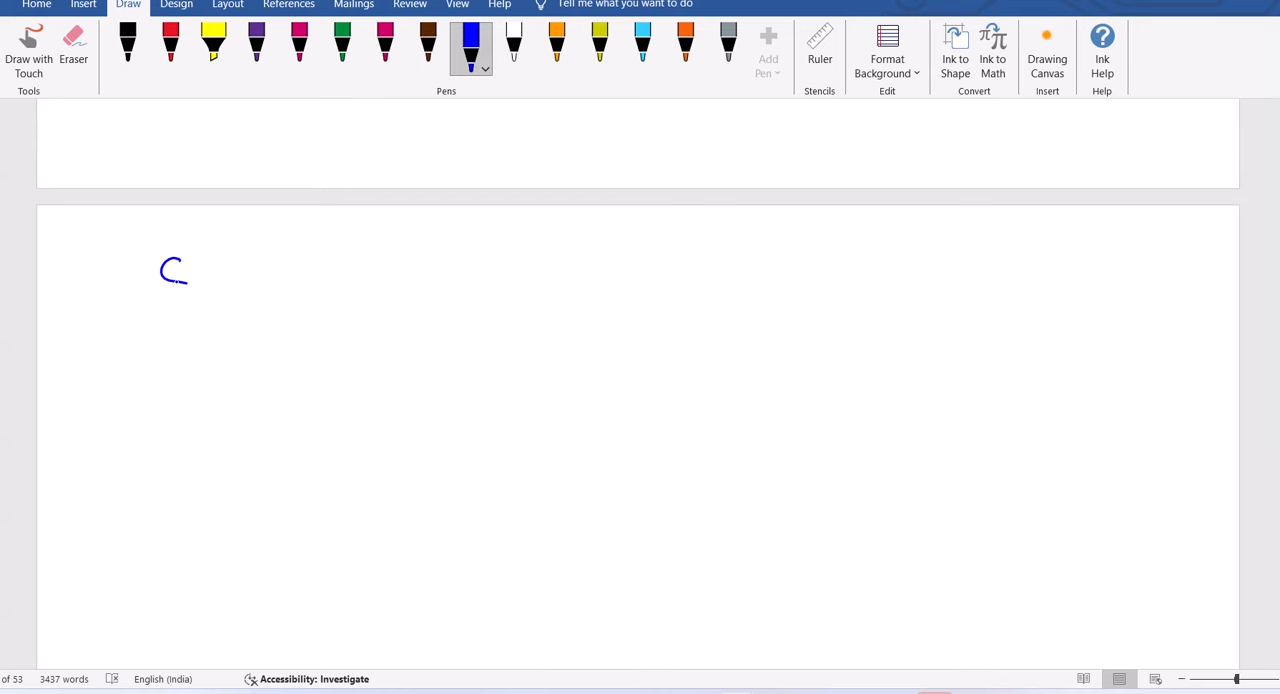 Home Insert Draw Design Layout References Mailings Review View Help Tell me what you want to do
Draw with Touch
Eraser
Add Pen
Ruler
Format Background
Ink to Shape
Ink to Math
Drawing Canvas
Ink Help
Tools Pens Stencils Edit Convert Insert Help
C
of 53 3437 words English (India) Accessibility: Investigate